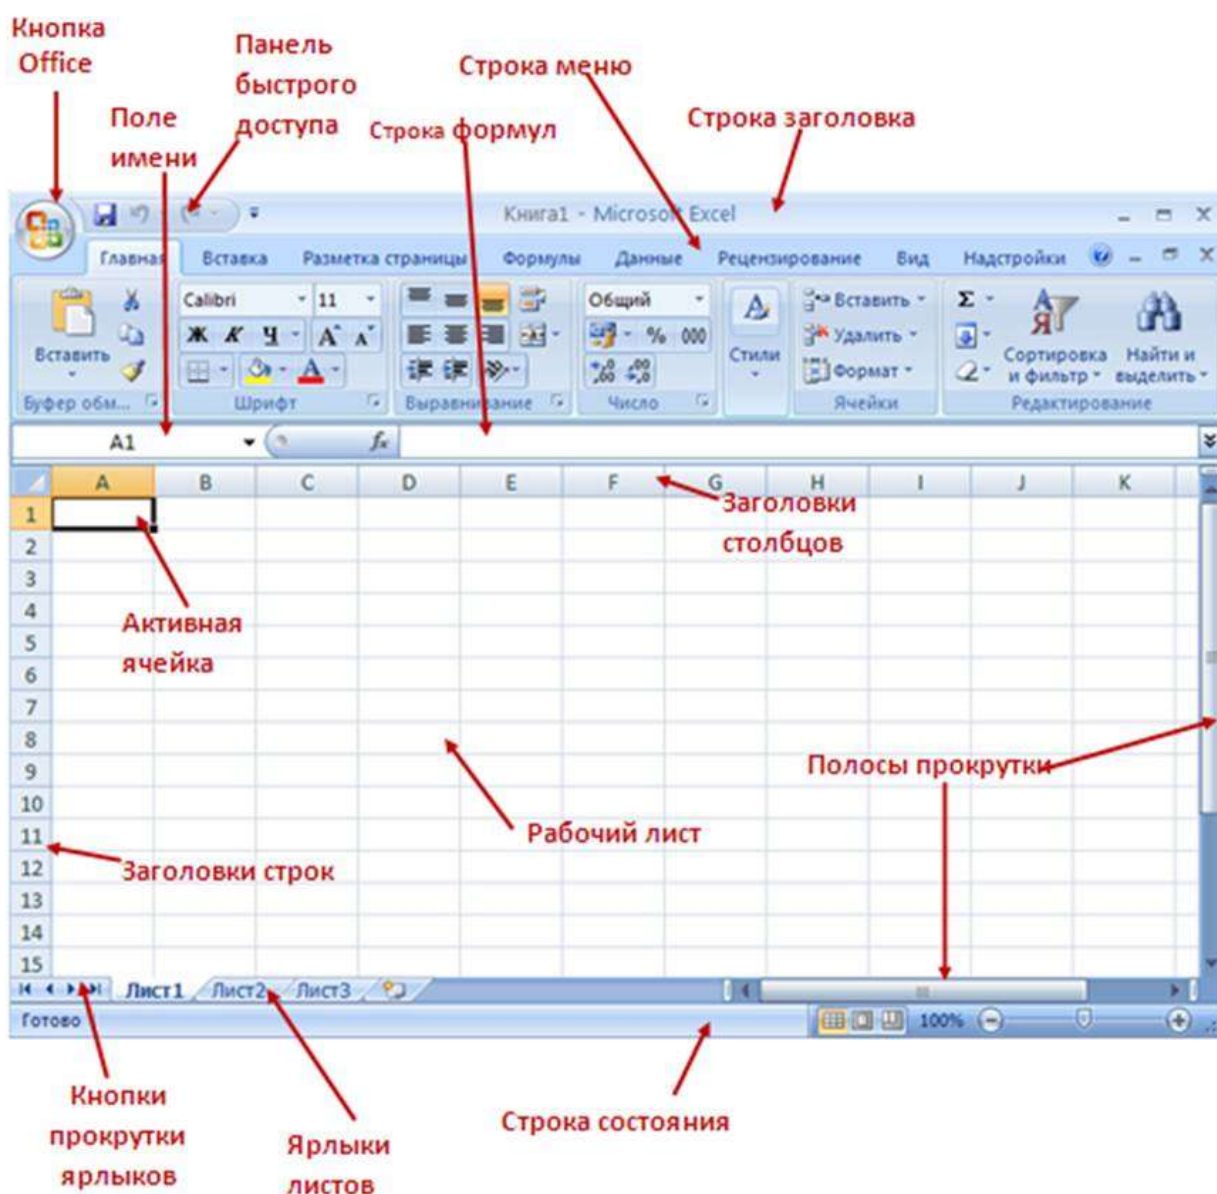 Кнопка
Office
Панель
быстрого
доступа
Строка меню
Поле
имени
Строка формул
Строка заголовка
Книга1 - Microsoft Excel
Главная Вставка Разметка страницы Формулы Данные Рецензирование Вид Надстройки
Calibri 11 Общий Вставить Σ
Ж К Ч А А % 000 Удалить
Вставить Стили Формат Сортировка и фильтр Найти и выделить
Буфер обм... Шрифт Выравнивание Число Ячейки Редактирование
A1 fx
A B C D E F G H I J K
Заголовки
столбцов
1
2
3
4
5
6
7
8
9
10
11
12
13
14
15
Активная
ячейка
Полосы прокрутки
Рабочий лист
Заголовки строк
Лист1 Лист2 Лист3
Готово 100%
Кнопки
прокрутки
ярлыков
Ярлыки
листов
Строка состояния